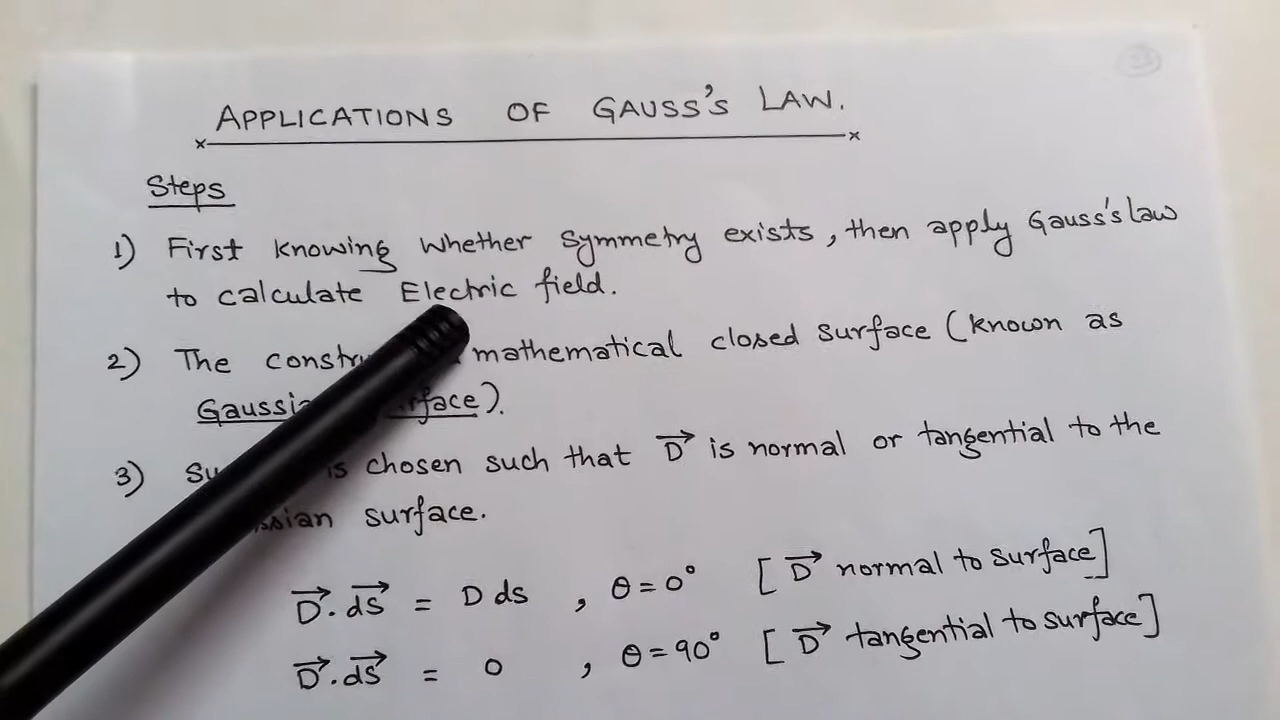 APPLICATIONS OF GAUSS'S LAW.
Steps
1) First knowing whether symmetry exists, then apply Gauss's law
to calculate Electric field.
2) The mathematical closed surface (known as
).
3) is chosen such that D⃗ is normal or tangential to the
surface.
D⃗. ds⃗ = D ds , θ = 0° [ D⃗ normal to surface]
D⃗. ds⃗ = 0 , θ = 90° [ D⃗ tangential to surface]